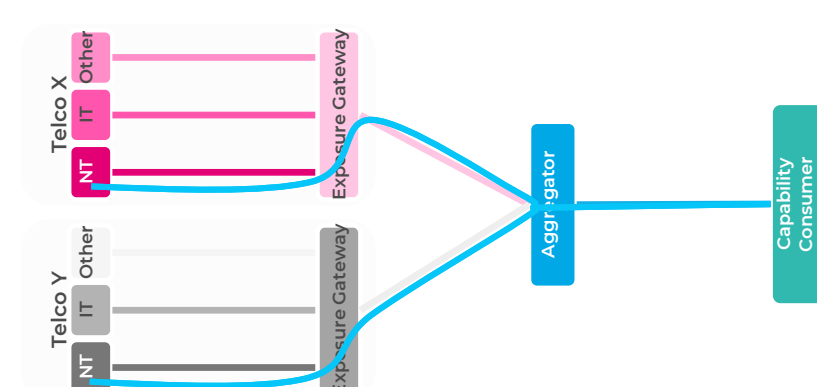 Telco X
Other
IT
NT
Exposure Gateway
Telco Y
Other
IT
NT
Exposure Gateway
Aggregator
Capability
Consumer